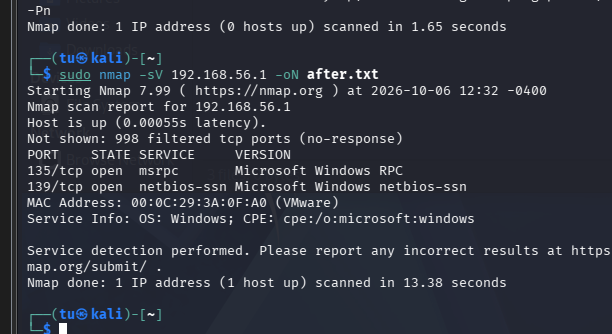 -Pn
Nmap done: 1 IP address (0 hosts up) scanned in 1.65 seconds
┌──(tu㉿kali)-[~]
└─$ sudo nmap -sV 192.168.56.1 -oN after.txt
Starting Nmap 7.99 ( https://nmap.org ) at 2026-10-06 12:32 -0400
Nmap scan report for 192.168.56.1
Host is up (0.00055s latency).
Not shown: 998 filtered tcp ports (no-response)
PORT    STATE SERVICE     VERSION
135/tcp open  msrpc       Microsoft Windows RPC
139/tcp open  netbios-ssn Microsoft Windows netbios-ssn
MAC Address: 00:0C:29:3A:0F:A0 (VMware)
Service Info: OS: Windows; CPE: cpe:/o:microsoft:windows
Service detection performed. Please report any incorrect results at https
map.org/submit/ .
Nmap done: 1 IP address (1 host up) scanned in 13.38 seconds
┌──(tu㉿kali)-[~]
└─$